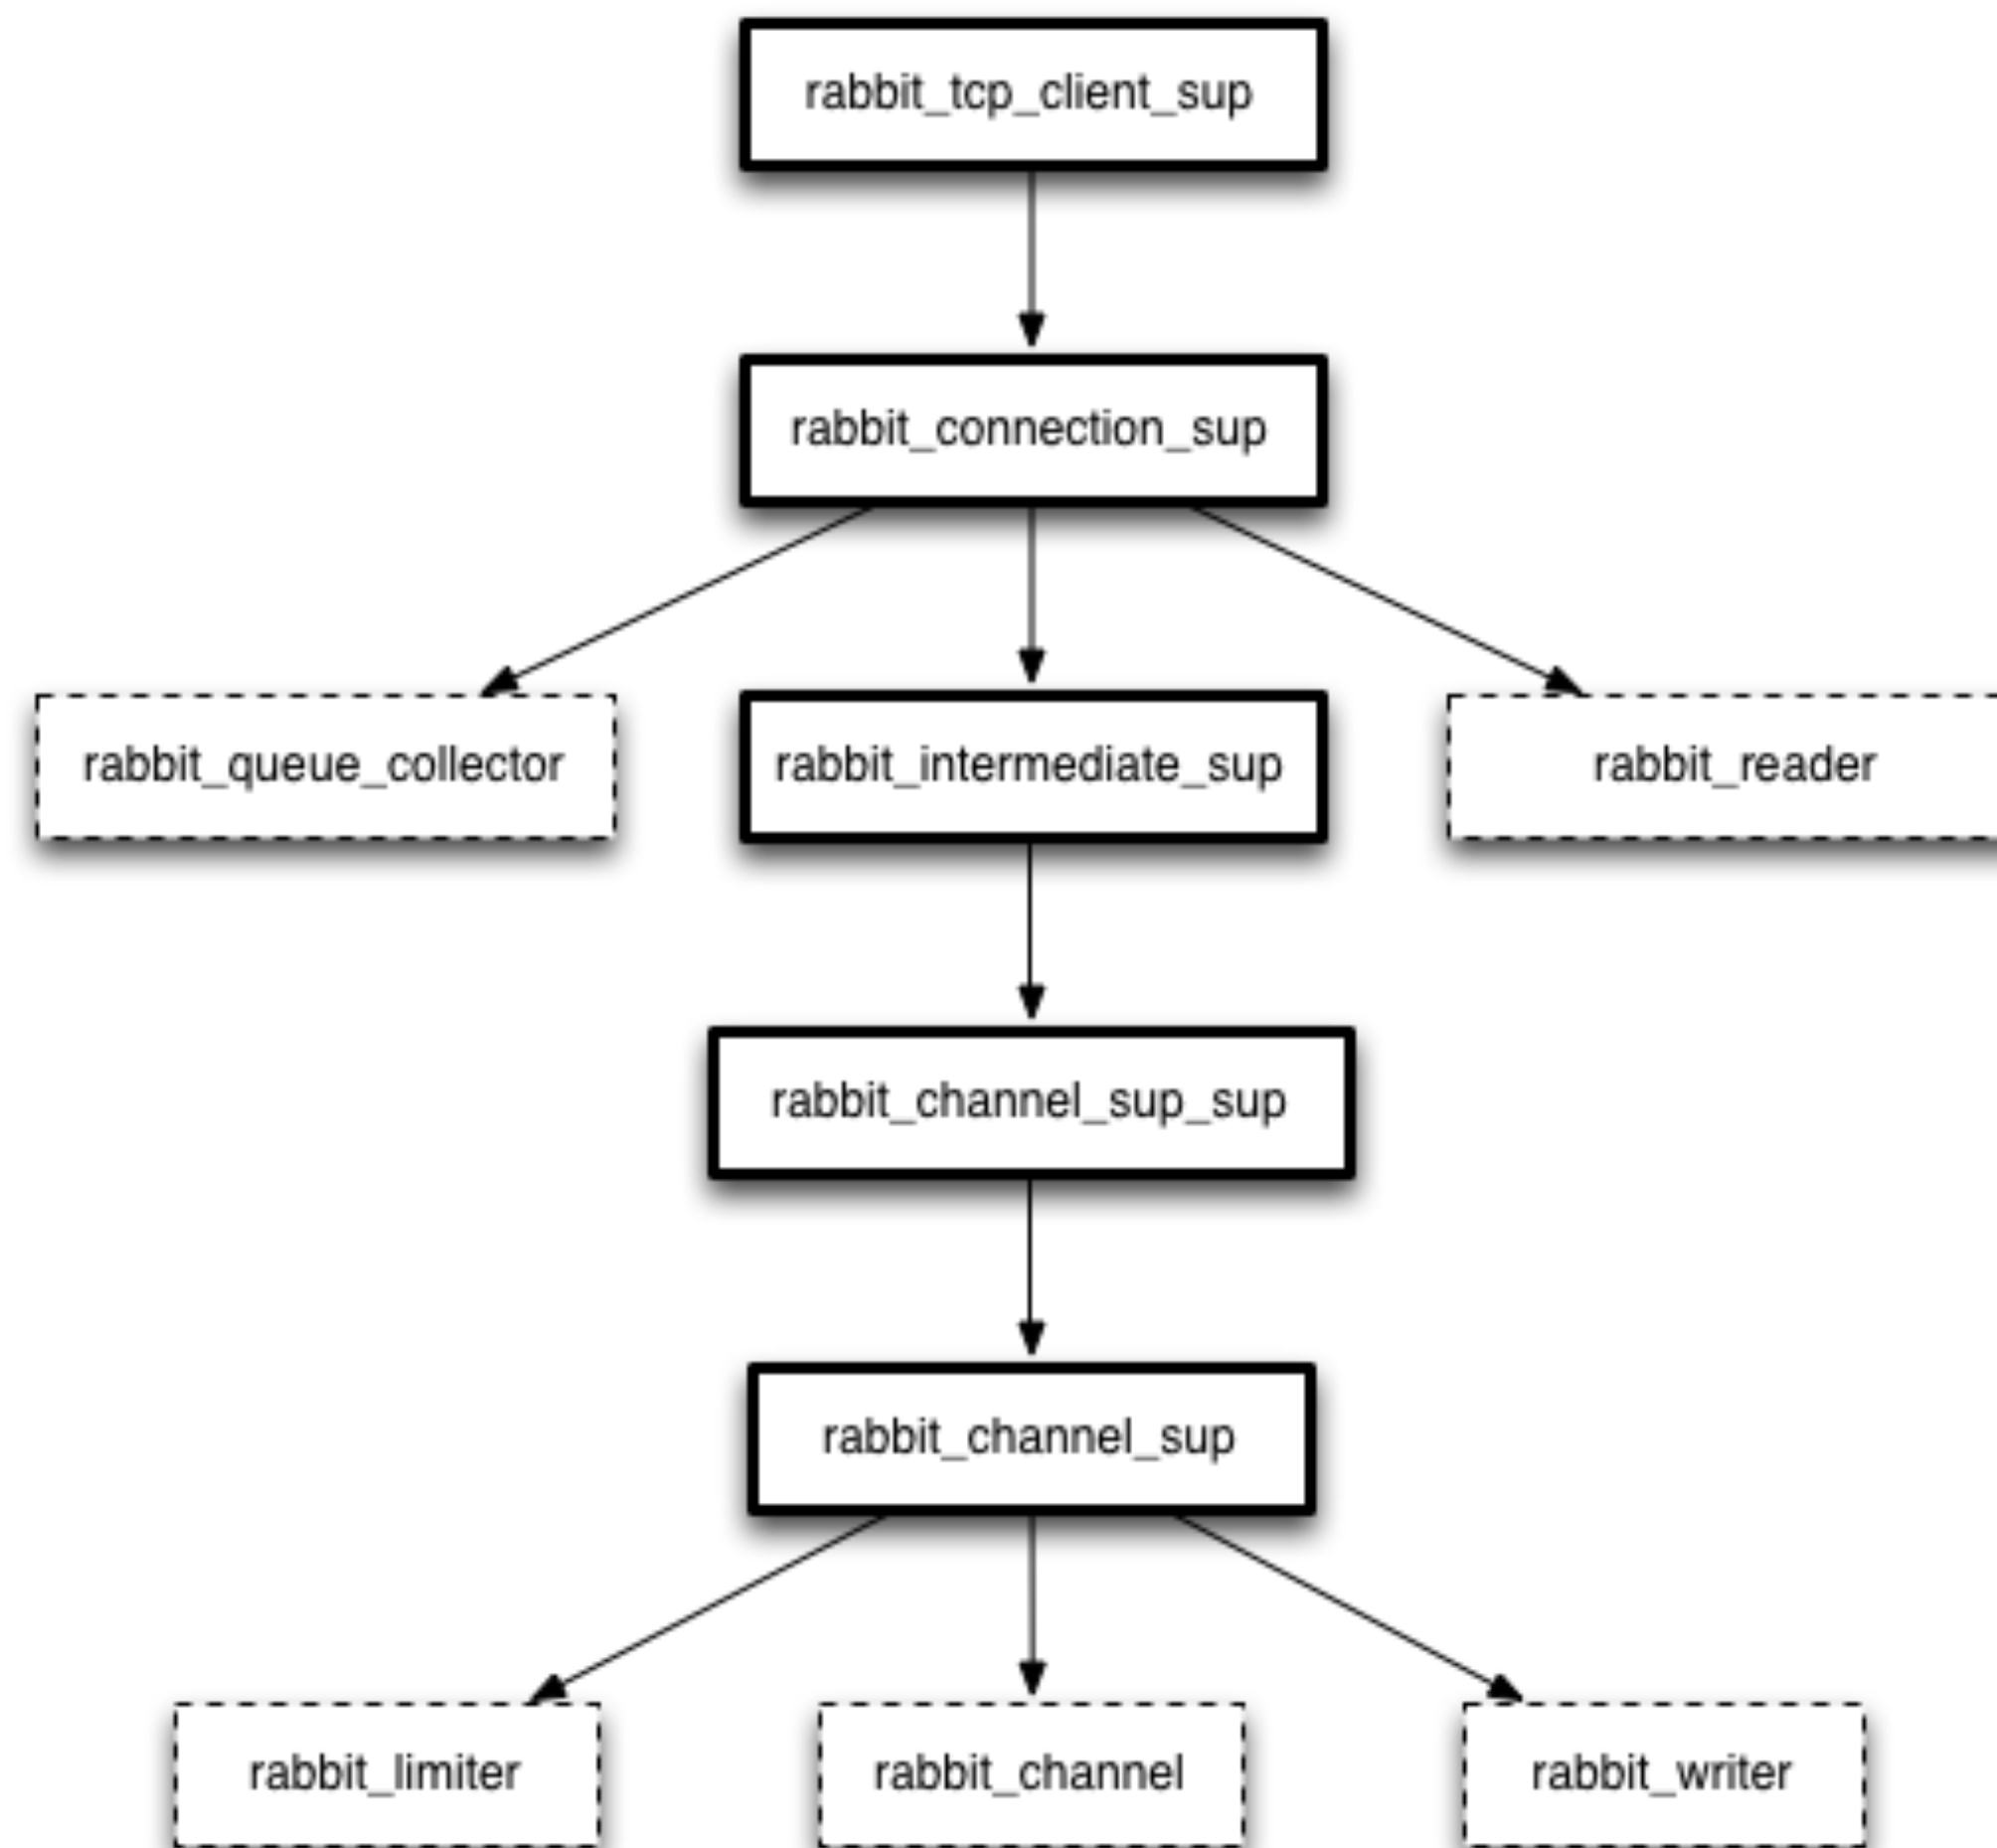 rabbit_tcp_client_sup
rabbit_connection_sup
rabbit_queue_collector
rabbit_intermediate_sup
rabbit_reader
rabbit_channel_sup_sup
rabbit_channel_sup
rabbit_limiter
rabbit_channel
rabbit_writer